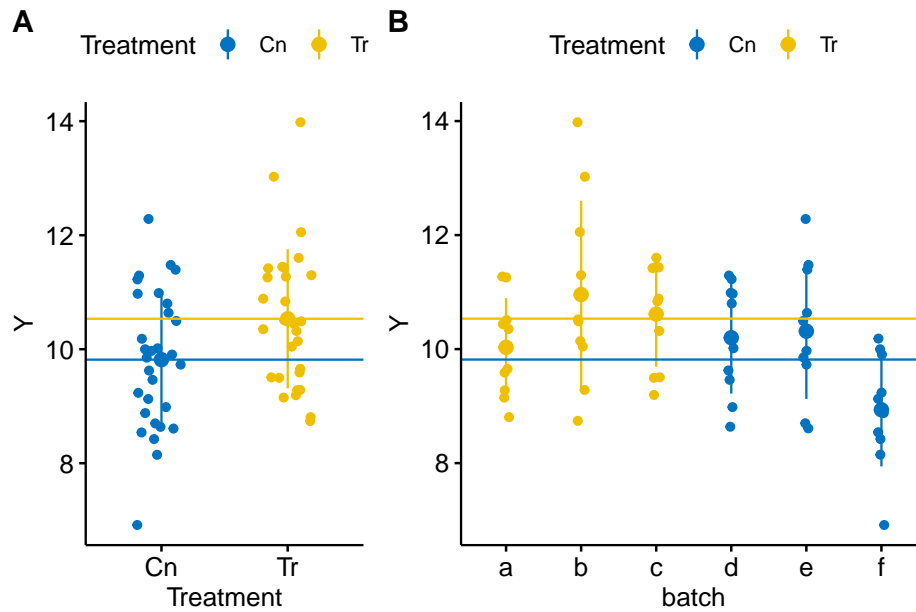 A
Treatment Cn Tr
Y
14
12
10
8
Cn Tr
Treatment
B
Treatment Cn Tr
Y
14
12
10
8
a b c d e f
batch